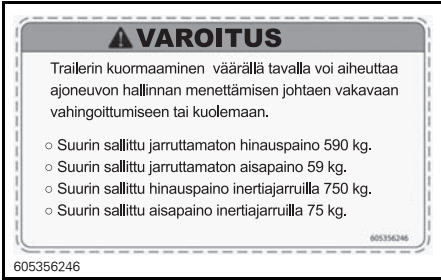 VAROITUS
Trailerin kuormaaminen väärällä tavalla voi aiheuttaa
ajoneuvon hallinnan menettämisen johtaen vakavaan
vahingoittumiseen tai kuolemaan.
○ Suurin sallittu jarruttamaton hinauspaino 590 kg.
○ Suurin sallittu jarruttamaton aisapaino 59 kg.
○ Suurin sallittu hinauspaino inertiajarruilla 750 kg.
○ Suurin sallittu aisapaino inertiajarruilla 75 kg.
605356246
605356246